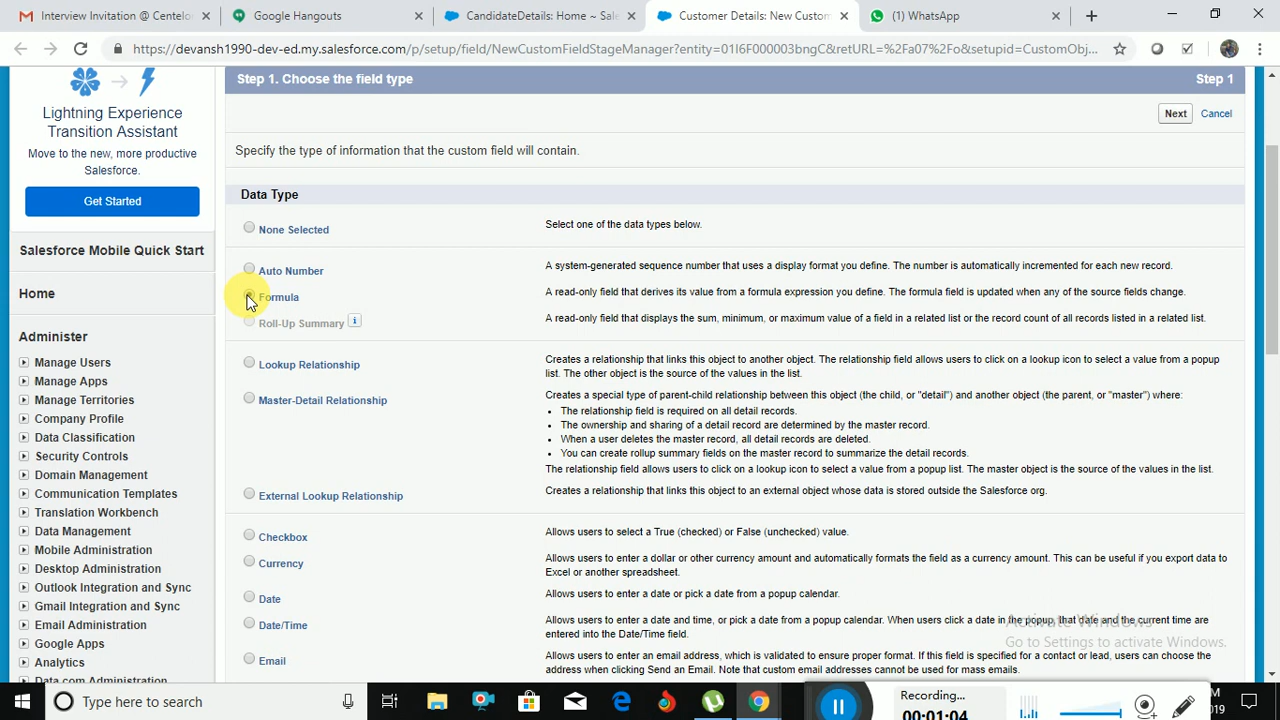 Interview Invitation @ Centelo
Google Hangouts
CandidateDetails: Home ~ Sale
Customer Details: New Custom
(1) WhatsApp
https://devansh1990-dev-ed.my.salesforce.com/p/setup/field/NewCustomFieldStageManager?entity=01I6F000003bngC&retURL=%2Fa07%2Fo&setupid=CustomObj...
Lightning Experience
Transition Assistant
Move to the new, more productive
Salesforce.
Get Started
Salesforce Mobile Quick Start
Home
Administer
Manage Users
Manage Apps
Manage Territories
Company Profile
Data Classification
Security Controls
Domain Management
Communication Templates
Translation Workbench
Data Management
Mobile Administration
Desktop Administration
Outlook Integration and Sync
Gmail Integration and Sync
Email Administration
Google Apps
Analytics
Data.com Administration
Step 1. Choose the field type
Step 1
Next Cancel
Specify the type of information that the custom field will contain.
Data Type
None Selected
Select one of the data types below.
Auto Number
A system-generated sequence number that uses a display format you define. The number is automatically incremented for each new record.
Formula
A read-only field that derives its value from a formula expression you define. The formula field is updated when any of the source fields change.
Roll-Up Summary i
A read-only field that displays the sum, minimum, or maximum value of a field in a related list or the record count of all records listed in a related list.
Lookup Relationship
Creates a relationship that links this object to another object. The relationship field allows users to click on a lookup icon to select a value from a popup
list. The other object is the source of the values in the list.
Master-Detail Relationship
Creates a special type of parent-child relationship between this object (the child, or "detail") and another object (the parent, or "master") where:
• The relationship field is required on all detail records.
• The ownership and sharing of a detail record are determined by the master record.
• When a user deletes the master record, all detail records are deleted.
• You can create rollup summary fields on the master record to summarize the detail records.
The relationship field allows users to click on a lookup icon to select a value from a popup list. The master object is the source of the values in the list.
External Lookup Relationship
Creates a relationship that links this object to an external object whose data is stored outside the Salesforce org.
Checkbox
Allows users to select a True (checked) or False (unchecked) value.
Currency
Allows users to enter a dollar or other currency amount and automatically formats the field as a currency amount. This can be useful if you export data to
Excel or another spreadsheet.
Date
Allows users to enter a date or pick a date from a popup calendar.
Date/Time
Allows users to enter a date and time, or pick a date from a popup calendar. When users click a date in the popup, that date and the current time are
entered into the Date/Time field.
Email
Allows users to enter an email address, which is validated to ensure proper format. If this field is specified for a contact or lead, users can choose the
address when clicking Send an Email. Note that custom email addresses cannot be used for mass emails.
Activate Windows
Go to Settings to activate Windows.
Type here to search
Recording...
00:01:04
M
2019